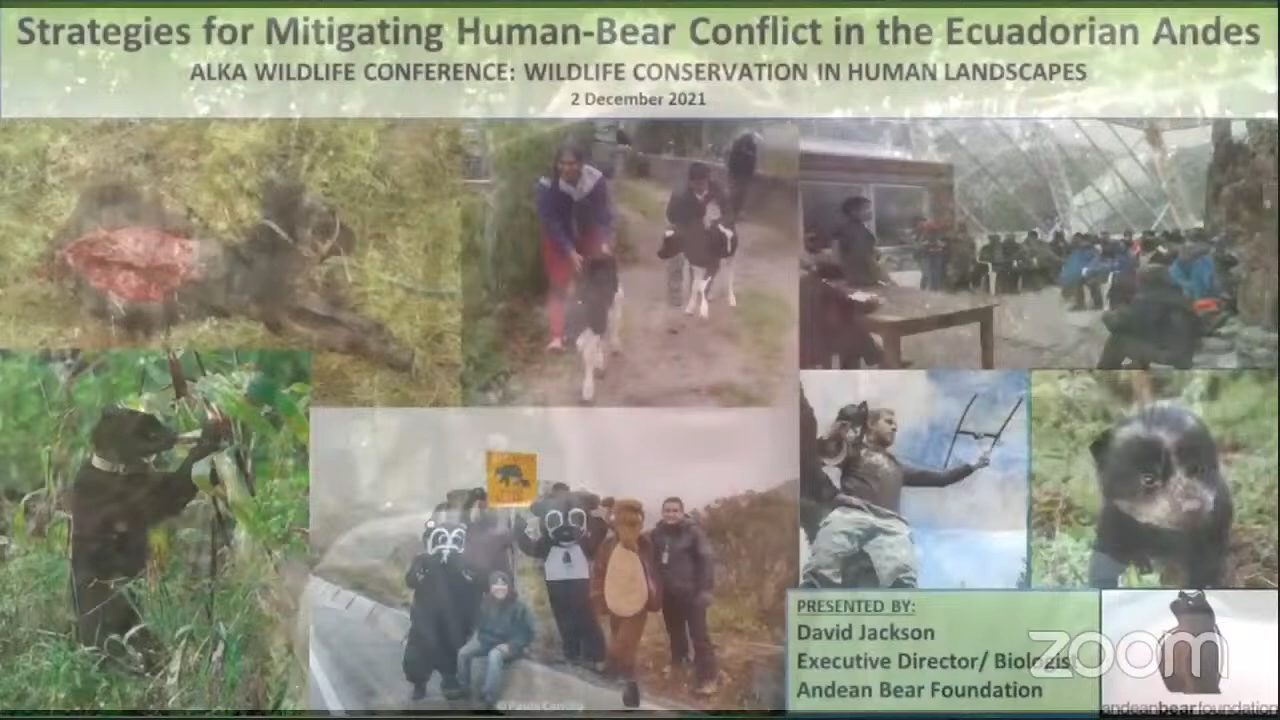 Strategies for Mitigating Human-Bear Conflict in the Ecuadorian Andes
ALKA WILDLIFE CONFERENCE: WILDLIFE CONSERVATION IN HUMAN LANDSCAPES
2 December 2021
PRESENTED BY:
David Jackson
Executive Director/ Biologist
Andean Bear Foundation
zoom
andeanbearfoundation